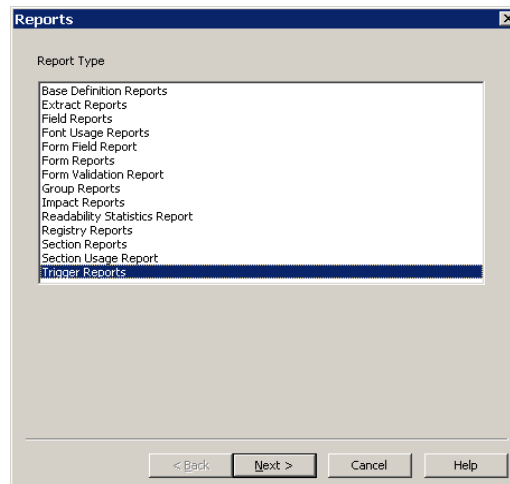 Reports
Report Type
Base Definition Reports
Extract Reports
Field Reports
Font Usage Reports
Form Field Report
Form Reports
Form Validation Report
Group Reports
Impact Reports
Readability Statistics Report
Registry Reports
Section Reports
Section Usage Report
Trigger Reports
< Back Next > Cancel Help